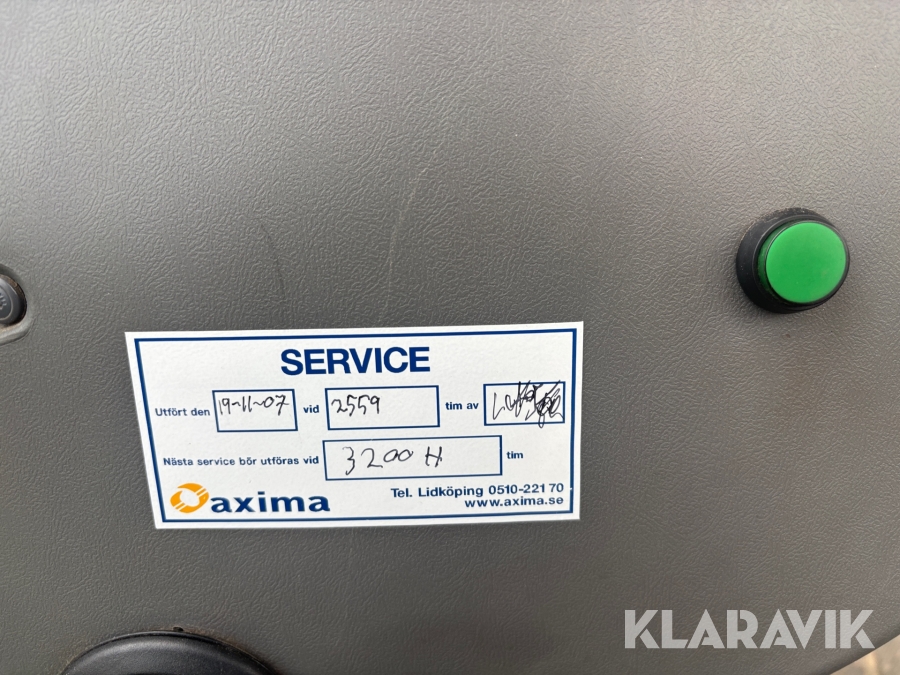 SERVICE
Utfört den 19-11-07 vid 2559 tim av
Nästa service bör utföras vid 3200 H tim
axima
Tel. Lidköping 0510-221 70
www.axima.se
KLARAVIK